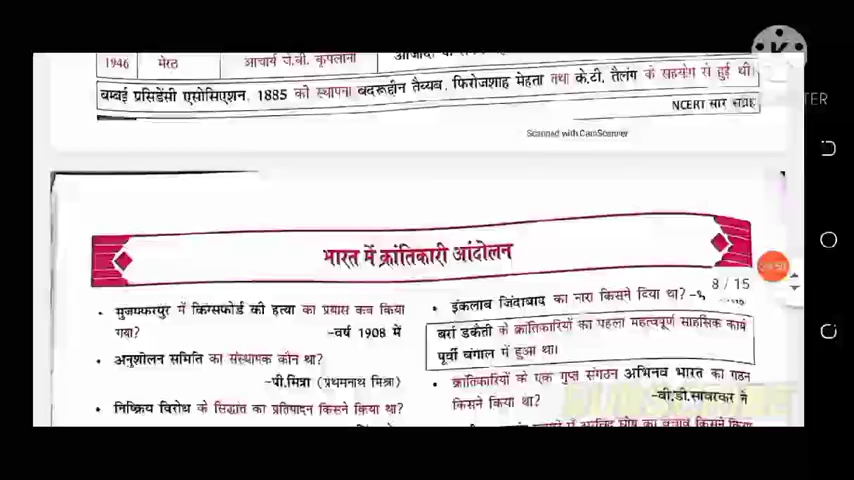 1946 मेरठ आचार्य जे.बी. कृपलानी
बम्बई प्रसिडेंसी एसोसिएशन, 1885 को स्थापना बदरूद्दीन तैय्यब, फिरोजशाह मेहता तथा के.टी. तैलंग के सहयोग से हुई थी।
NCERT सार संग्रह
Scanned with CamScanner
भारत में क्रांतिकारी आंदोलन
8 / 15
मुजफ्फरपुर में किंग्सफोर्ड की हत्या का प्रयास कब किया
गया? -वर्ष 1908 में
अनुशीलन समिति का संस्थापक कौन था?
-पी.मित्रा (प्रथमनाथ मित्रा)
निष्क्रिय विरोध के सिद्धांत का प्रतिपादन किसने किया था?
इंकलाब जिंदाबाद का नारा किसने दिया था?
बर्रा डकैती के क्रांतिकारियों का पहला महत्वपूर्ण साहसिक कार्य
पूर्वी बंगाल में हुआ था।
क्रांतिकारियों के एक गुप्त संगठन अभिनव भारत का गठन
किसने किया था? -वी.डी.सावरकर ने
SUBSCRIBE